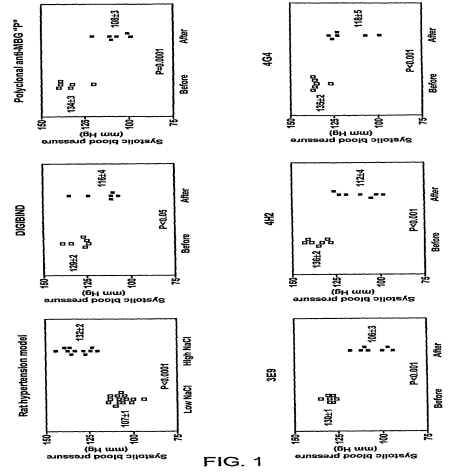 Rat hypertension model
Systolic blood pressure
(mm Hg)
150
125
100
75
107±1
132±2
P<0.0001
Low NaCl
High NaCl
DIGIBIND
Systolic blood pressure
(mm Hg)
150
125
100
75
129±2
116±4
P<0.05
Before
After
Polyclonal anti-MBG "P"
Systolic blood pressure
(mm Hg)
150
125
100
75
134±3
108±3
P=0.0001
Before
After
3E9
Systolic blood pressure
(mm Hg)
150
125
100
75
130±1
106±3
P<0.001
Before
After
4H2
Systolic blood pressure
(mm Hg)
150
125
100
75
136±2
112±4
P<0.001
Before
After
4G4
Systolic blood pressure
(mm Hg)
150
125
100
75
135±2
118±5
P<0.001
Before
After
FIG. 1